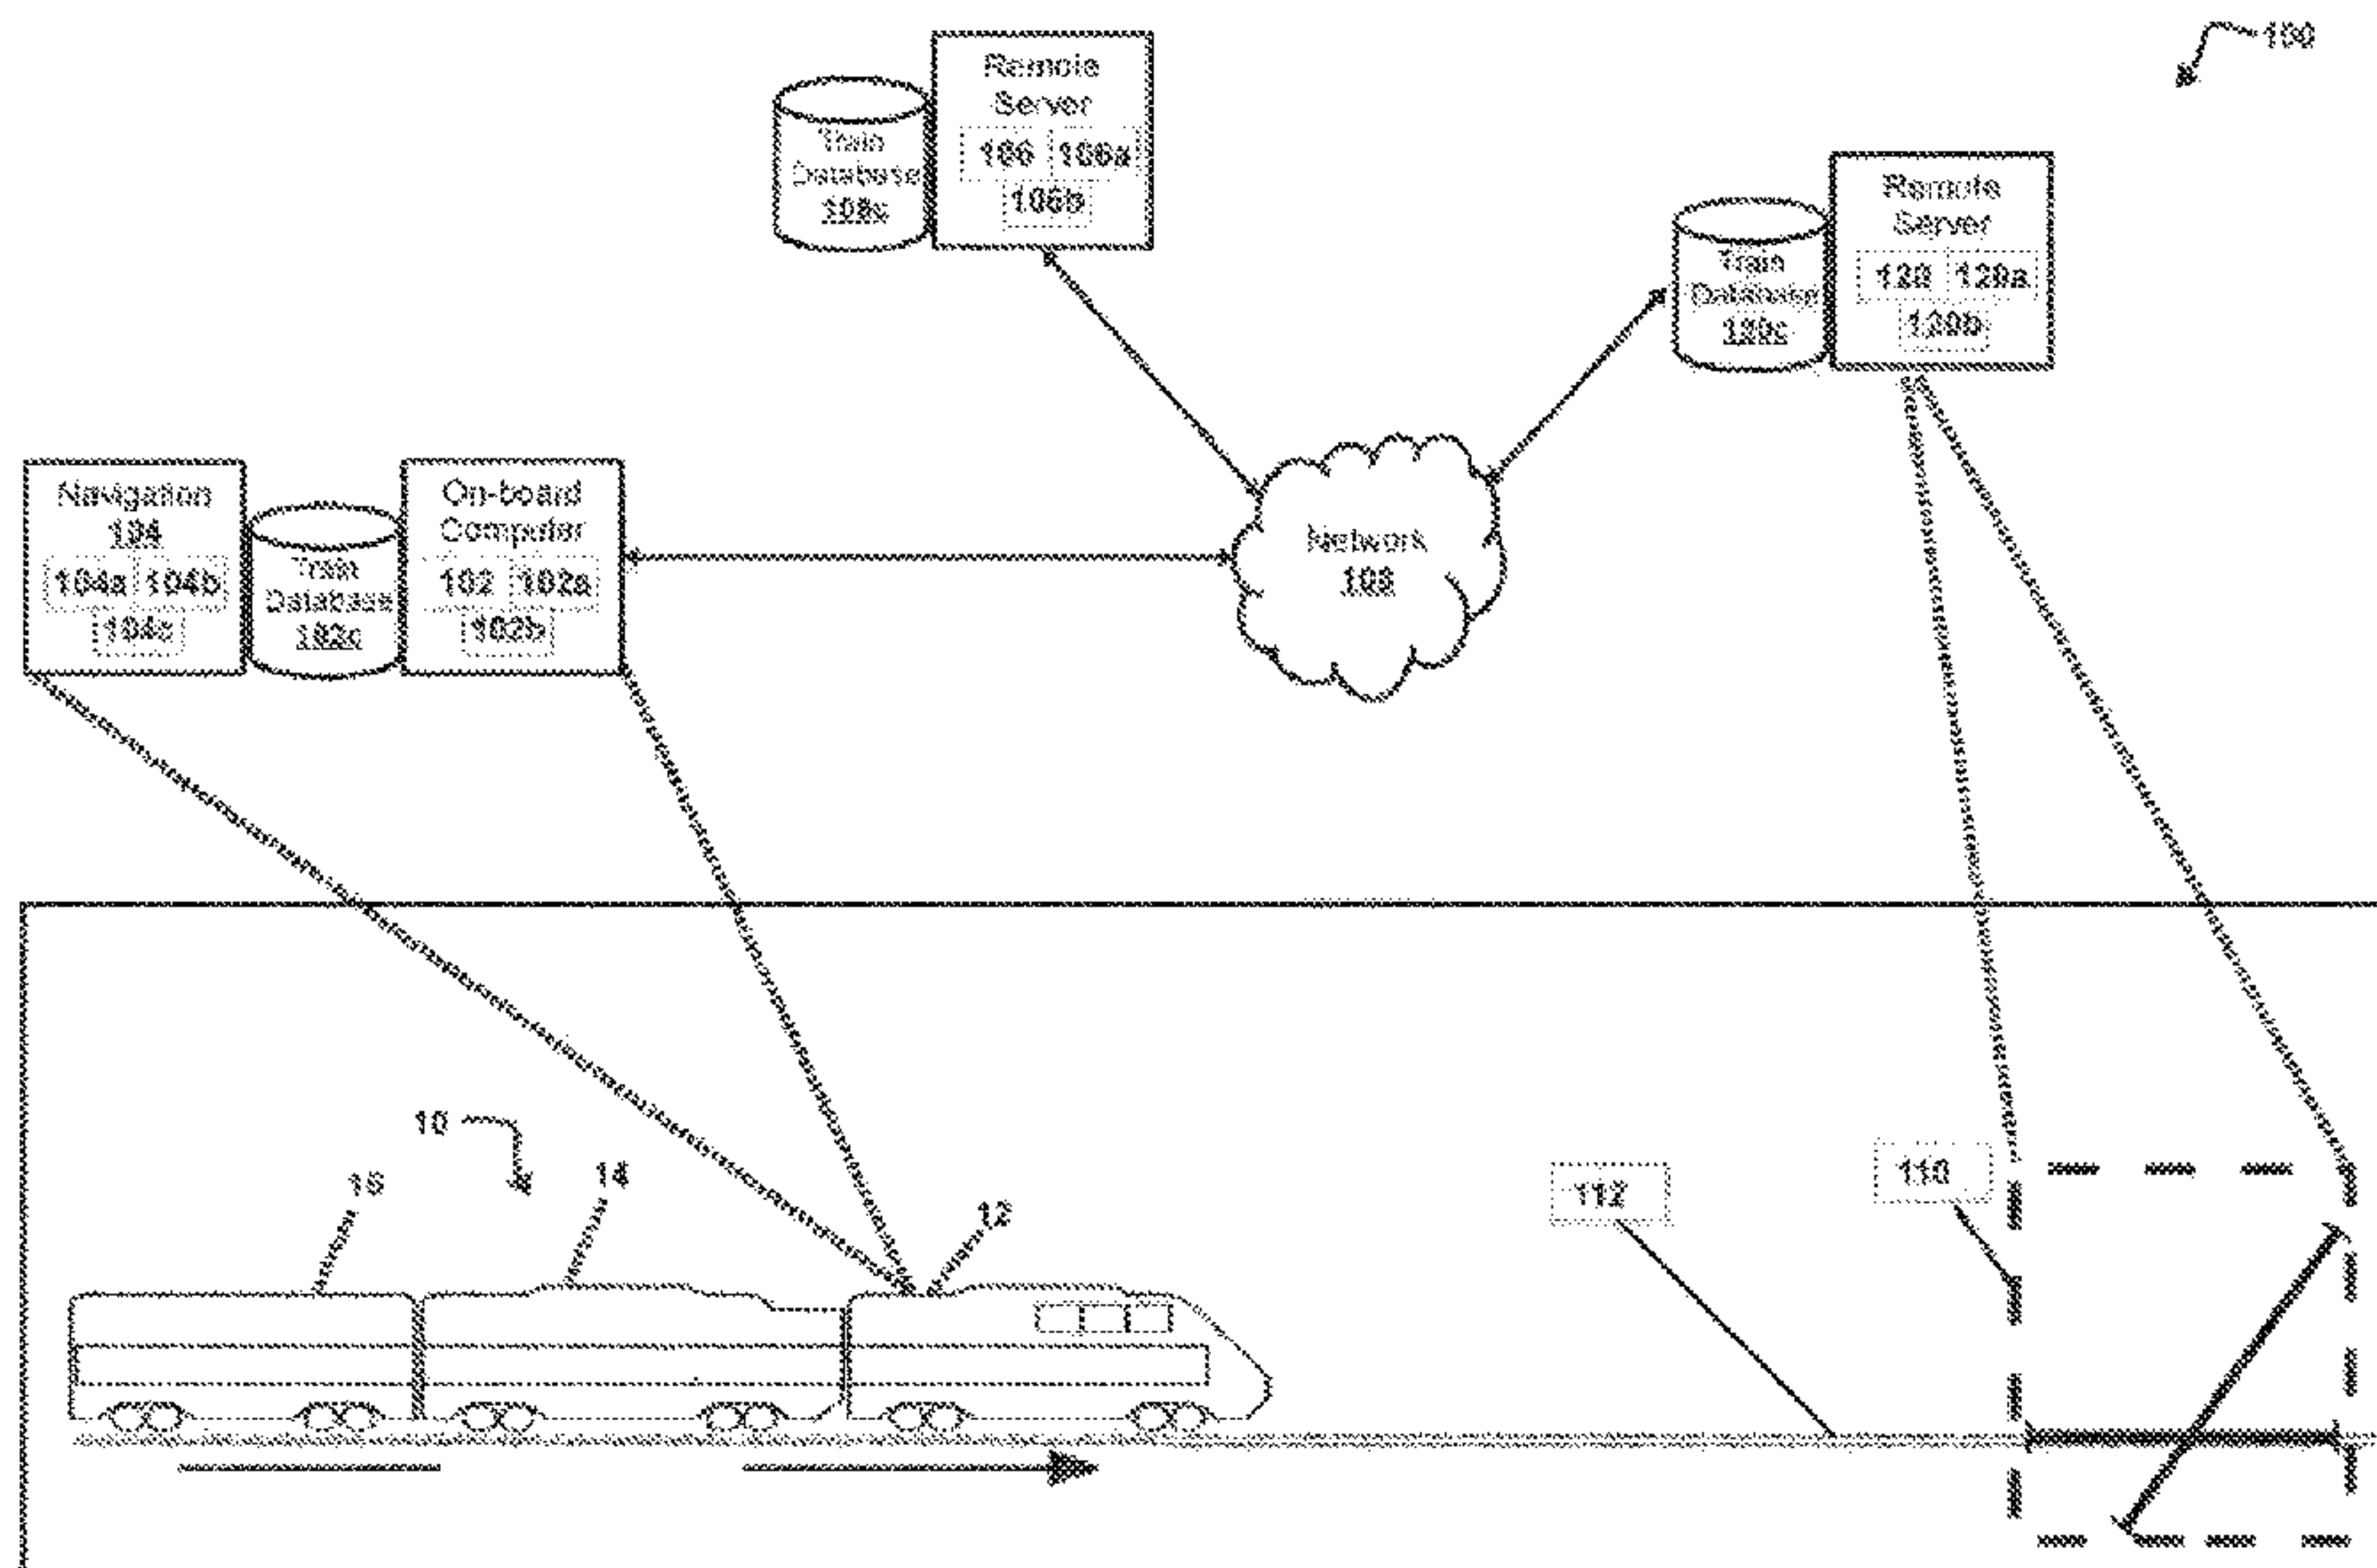 100
Remote
Server
106 106a
106b
Train
Database
Remote
Server
120 120a
120b
Train
Database
120c
Navigation
104
104a 104b
104c
Train
Database
102c
On-board
Computer
102 102a
102b
Network
108
10
16
14
12
112
110